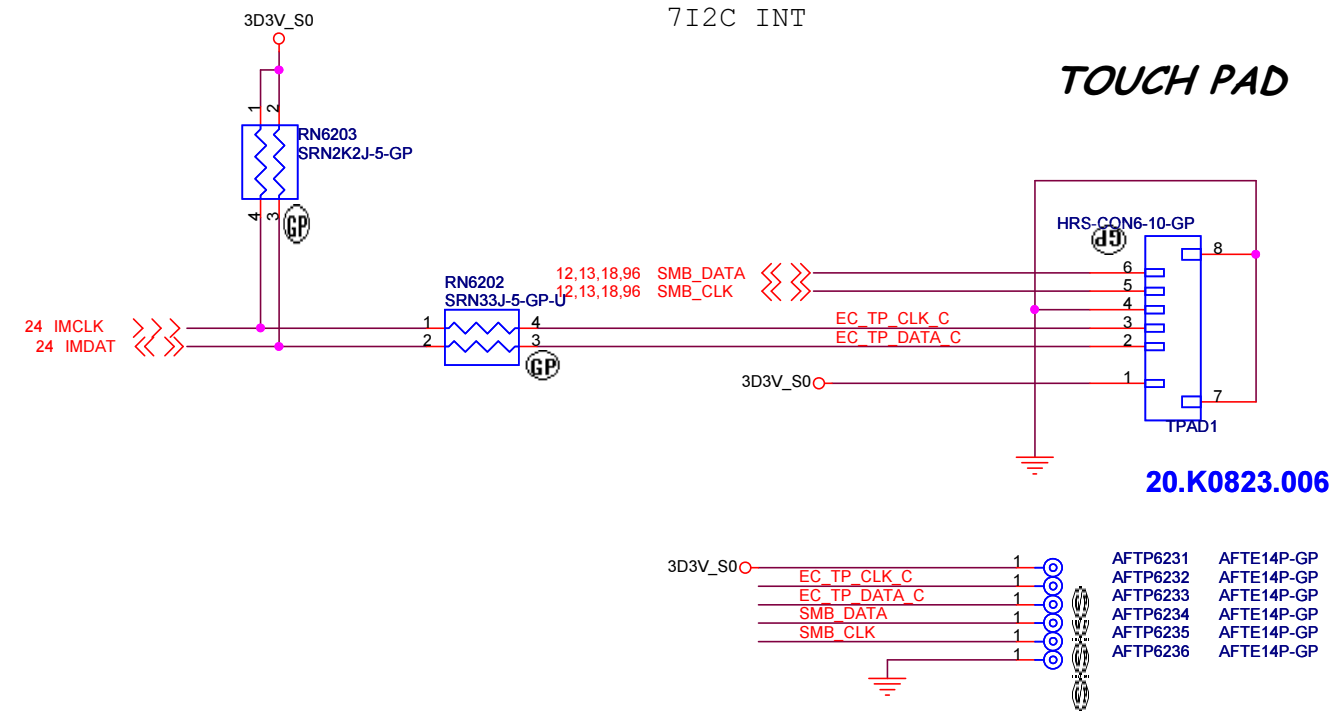 7I2C INT
3D3V_S0
TOUCH PAD
1 2
RN6203
SRN2K2J-5-GP
4 3
GP
HRS-CON6-10-GP
GP
8
RN6202
SRN33J-5-GP-U
12,13,18,96 SMB_DATA
6
12,13,18,96 SMB_CLK
5
4
24 IMCLK
1 4
EC_TP_CLK_C
3
24 IMDAT
2 3
EC_TP_DATA_C
2
GP
3D3V_S0
1
7
TPAD1
20.K0823.006
3D3V_S0 1 AFTP6231 AFTE14P-GP
EC_TP_CLK_C 1 AFTP6232 AFTE14P-GP
EC_TP_DATA_C 1 AFTP6233 AFTE14P-GP
SMB_DATA 1 AFTP6234 AFTE14P-GP
SMB_CLK 1 AFTP6235 AFTE14P-GP
1 AFTP6236 AFTE14P-GP